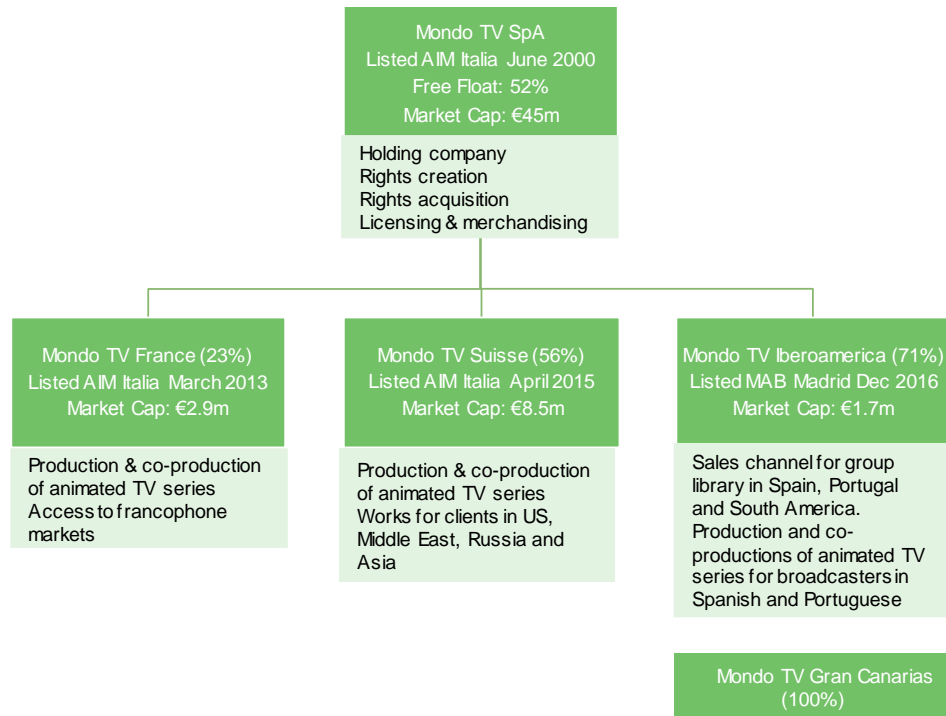 Mondo TV SpA
Listed AIM Italia June 2000
Free Float: 52%
Market Cap: €45m
Holding company
Rights creation
Rights acquisition
Licensing & merchandising
Mondo TV France (23%)
Listed AIM Italia March 2013
Market Cap: €2.9m
Production & co-production
of animated TV series
Access to francophone
markets
Mondo TV Suisse (56%)
Listed AIM Italia April 2015
Market Cap: €8.5m
Production & co-production
of animated TV series
Works for clients in US,
Middle East, Russia and
Asia
Mondo TV Iberoamerica (71%)
Listed MAB Madrid Dec 2016
Market Cap: €1.7m
Sales channel for group
library in Spain, Portugal
and South America.
Production and co-
productions of animated TV
series for broadcasters in
Spanish and Portuguese
Mondo TV Gran Canarias
(100%)